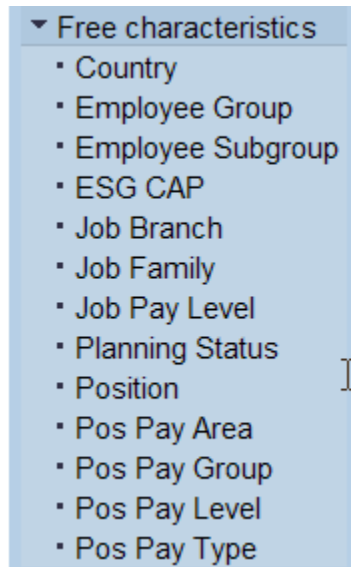 Free characteristics
Country
Employee Group
Employee Subgroup
ESG CAP
Job Branch
Job Family
Job Pay Level
Planning Status
Position
Pos Pay Area
Pos Pay Group
Pos Pay Level
Pos Pay Type